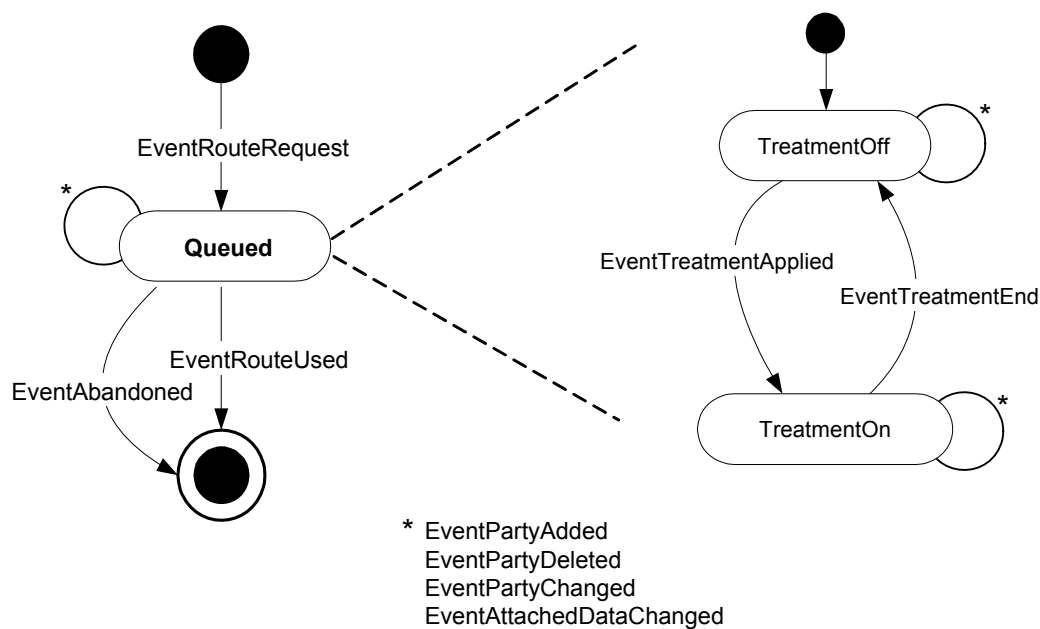 EventRouteRequest
*
Queued
EventRouteUsed
EventAbandoned
TreatmentOff
*
EventTreatmentApplied
EventTreatmentEnd
TreatmentOn
*
* EventPartyAdded
EventPartyDeleted
EventPartyChanged
EventAttachedDataChanged